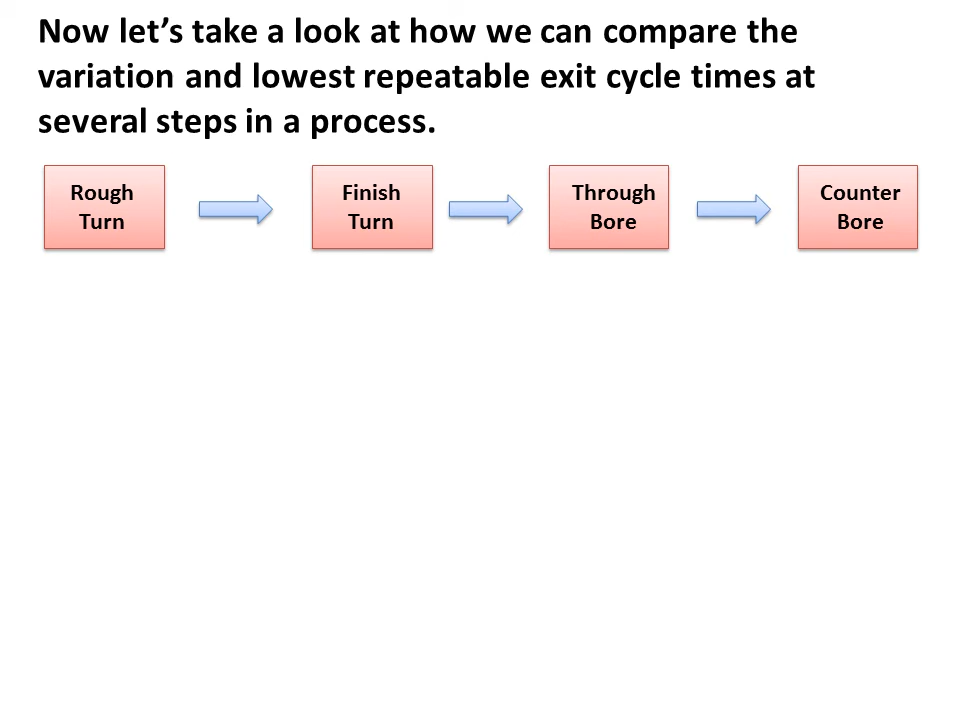 Now let’s take a look at how we can compare the
variation and lowest repeatable exit cycle times at
several steps in a process.
Rough
Turn
Finish
Turn
Through
Bore
Counter
Bore